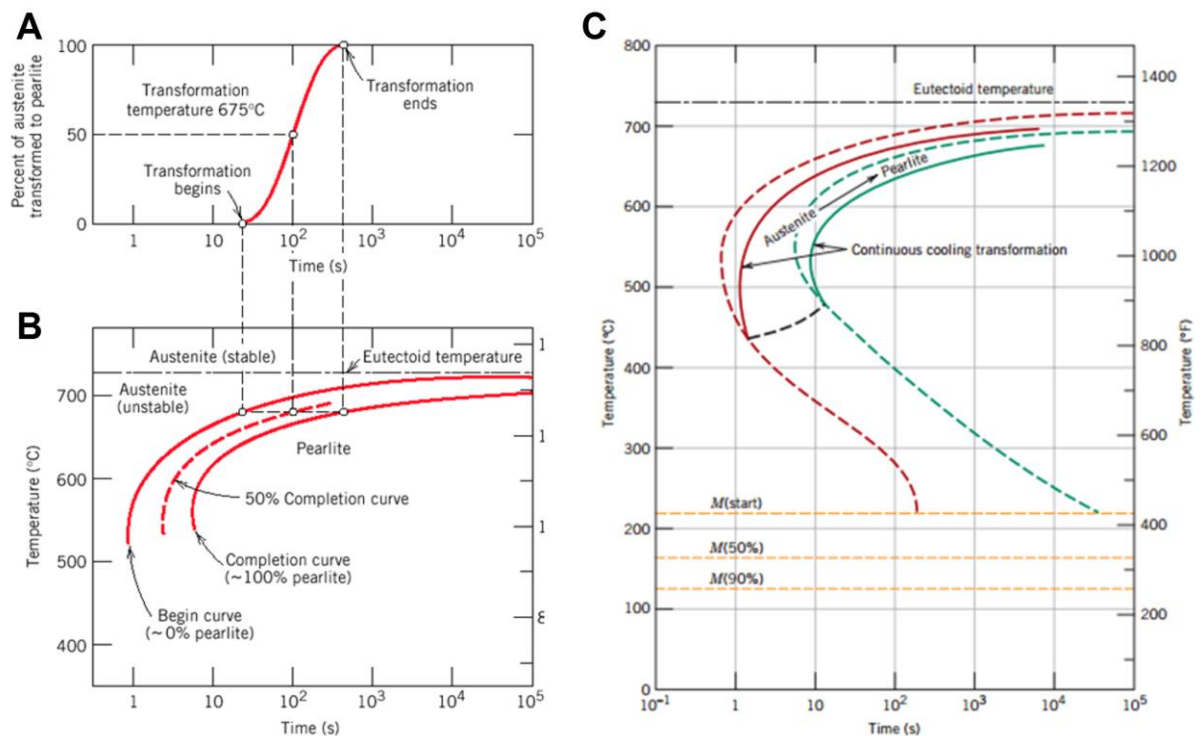 A
Percent of austenite
transformed to pearlite
100
50
0
Transformation
temperature 675°C
Transformation
ends
Transformation
begins
1
10
10²
10³
10⁴
10⁵
Time (s)
B
Temperature (°C)
700
600
500
400
Austenite (stable)
Eutectoid temperature
Austenite
(unstable)
Pearlite
50% Completion curve
Completion curve
(~100% pearlite)
Begin curve
(~0% pearlite)
1
1
1
8
1
10
10²
10³
10⁴
10⁵
Time (s)
C
Temperature (°C)
800
700
600
500
400
300
200
100
0
Eutectoid temperature
Austenite
Pearlite
Continuous cooling transformation
M(start)
M(50%)
M(90%)
1400
1200
1000
800
600
400
200
Temperature (°F)
10⁻¹
1
10
10²
10³
10⁴
10⁵
Time (s)